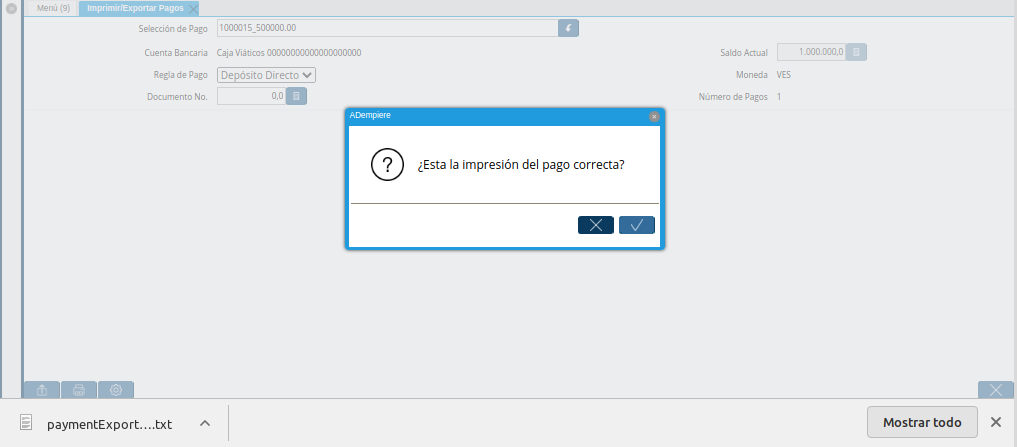 Menú (9) Imprimir/Exportar Pagos
Selección de Pago 1000015_500000.00
Cuenta Bancaria Caja Viáticos 00000000000000000000 Saldo Actual 1.000.000,0
Regla de Pago Depósito Directo Moneda VES
Documento No. 0,0 Número de Pagos 1
ADempiere
¿Esta la impresión del pago correcta?
paymentExport....txt Mostrar todo